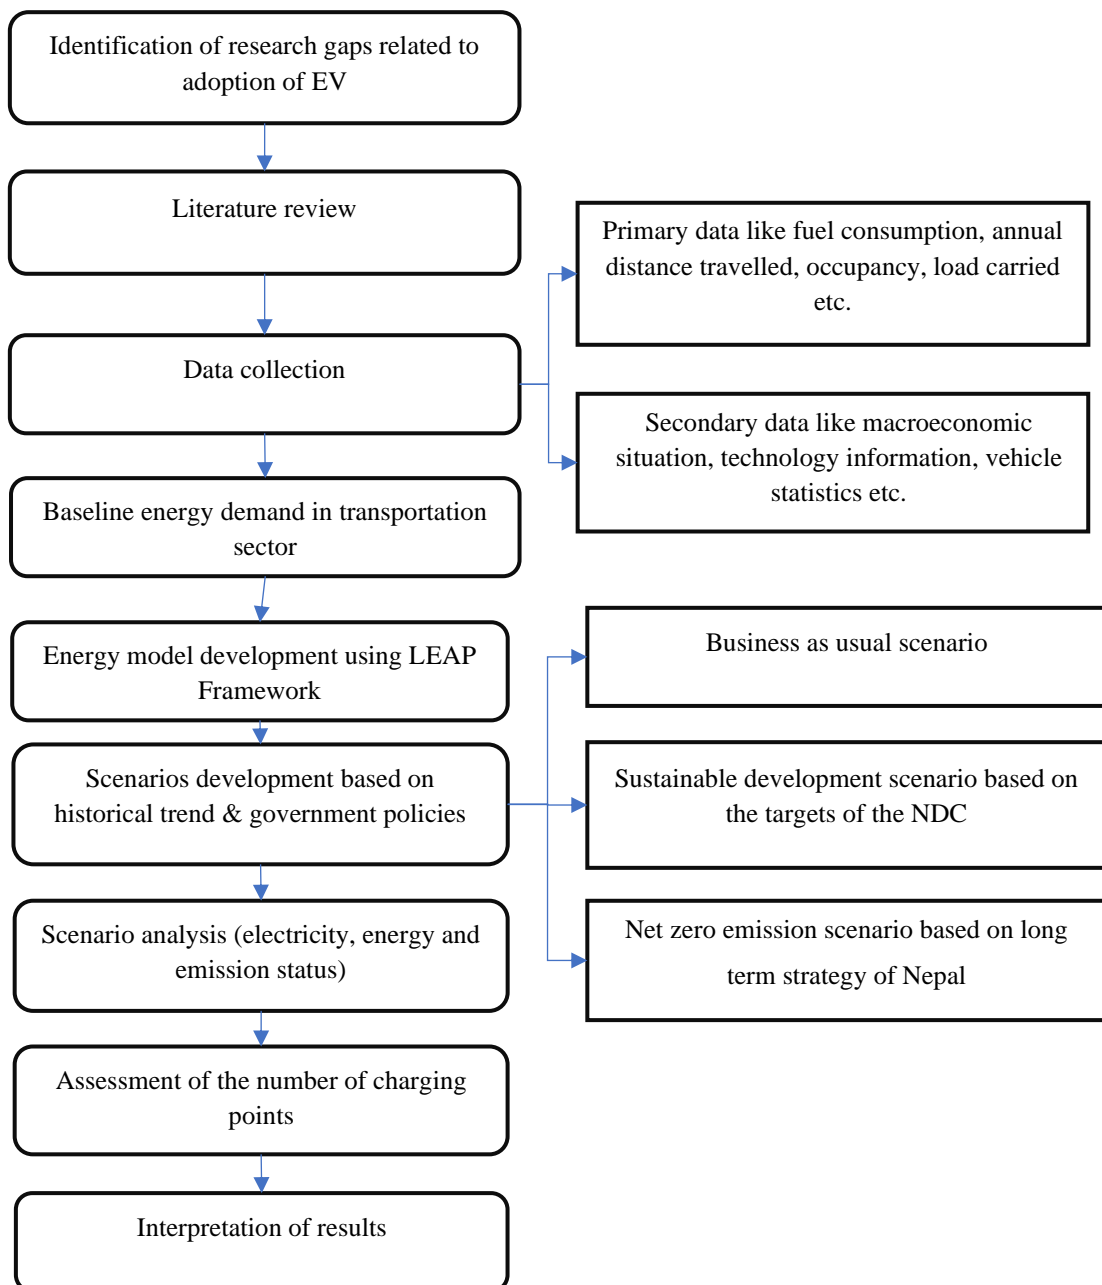 Identification of research gaps related to
adoption of EV
Literature review
Primary data like fuel consumption, annual
distance travelled, occupancy, load carried
etc.
Data collection
Secondary data like macroeconomic
situation, technology information, vehicle
statistics etc.
Baseline energy demand in transportation
sector
Energy model development using LEAP
Framework
Business as usual scenario
Scenarios development based on
historical trend & government policies
Sustainable development scenario based on
the targets of the NDC
Scenario analysis (electricity, energy and
emission status)
Net zero emission scenario based on long
term strategy of Nepal
Assessment of the number of charging
points
Interpretation of results